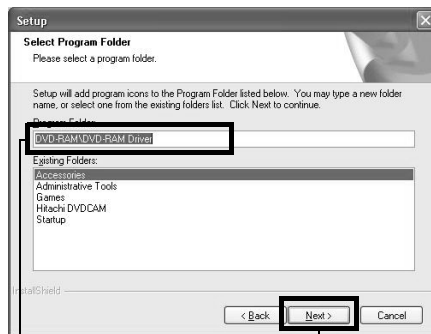 Setup
Select Program Folder
Please select a program folder.
Setup will add program icons to the Program Folder listed below. You may type a new folder
name, or select one from the existing folders list. Click Next to continue.
Program Folder:
DVD-RAM\DVD-RAM Driver
Existing Folders:
Accessories
Administrative Tools
Games
Hitachi DVDCAM
Startup
InstallShield
< Back
Next >
Cancel